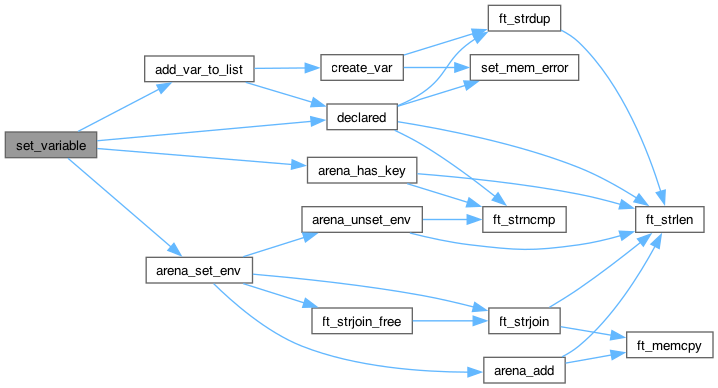 ft_strdup
add_var_to_list
create_var
set_mem_error
set_variable
declared
arena_has_key
arena_unset_env
ft_strncmp
ft_strlen
arena_set_env
ft_strjoin_free
ft_strjoin
ft_memcpy
arena_add